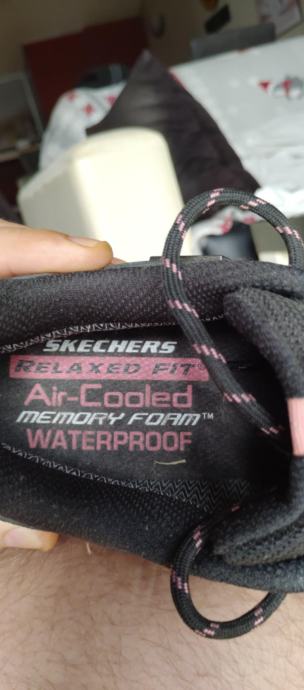 SKECHERS
RELAXED FIT®
Air-Cooled
MEMORY FOAM™
WATERPROOF